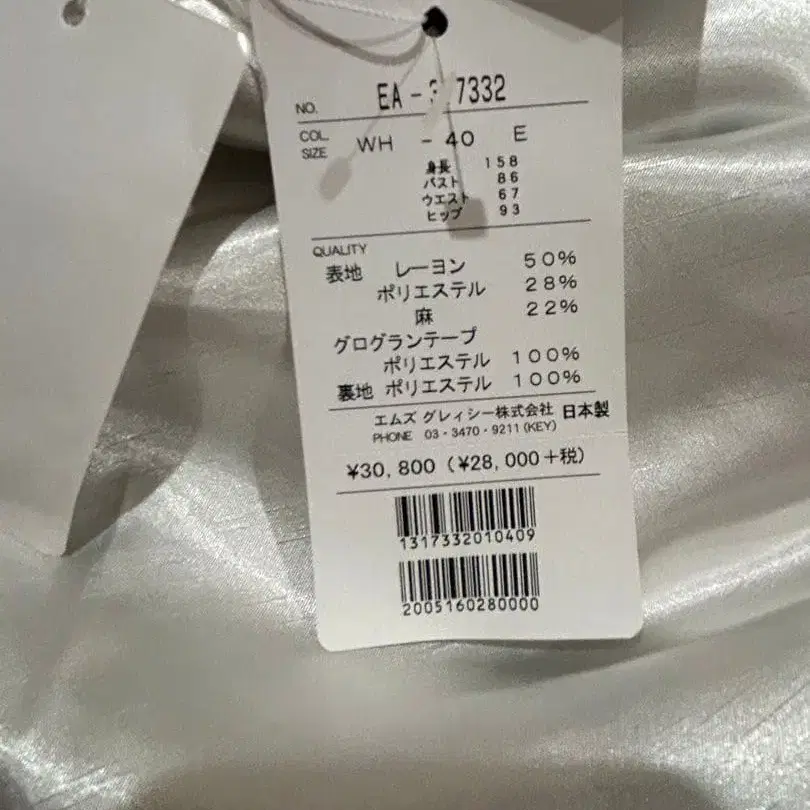 NO. EA - 317332
COL. SIZE WH - 40 E
身長 158
バスト 86
ウエスト 67
ヒップ 93
QUALITY
表地 レーヨン 50%
ポリエステル 28%
麻 22%
グログランテープ
ポリエステル 100%
裏地 ポリエステル 100%
エムズ グレィシー株式会社 日本製
PHONE 03・3470・9211(KEY)
¥30,800 (¥28,000+税)
1317332010409
2005160280000